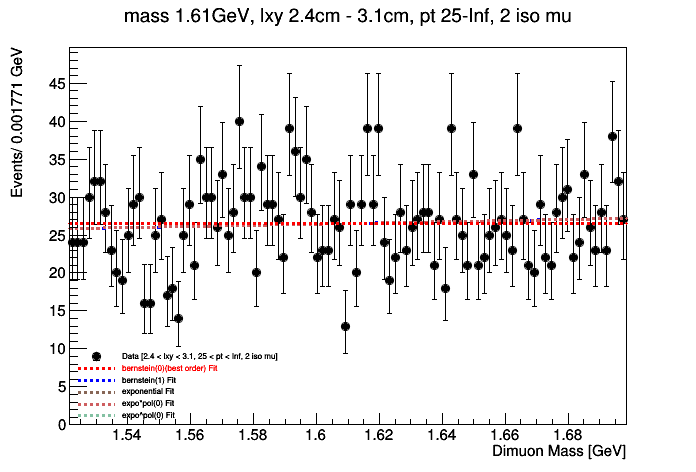 mass 1.61GeV, lxy 2.4cm - 3.1cm, pt 25-Inf, 2 iso mu
Events/ 0.001771 GeV
45
40
35
30
25
20
15
10
5
0
Data [2.4 < lxy < 3.1, 25 < pt < Inf, 2 iso mu]
bernstein(0)(best order) Fit
bernstein(1) Fit
exponential Fit
expo*pol(0) Fit
expo^pol(0) Fit
1.54 1.56 1.58 1.6 1.62 1.64 1.66 1.68
Dimuon Mass [GeV]